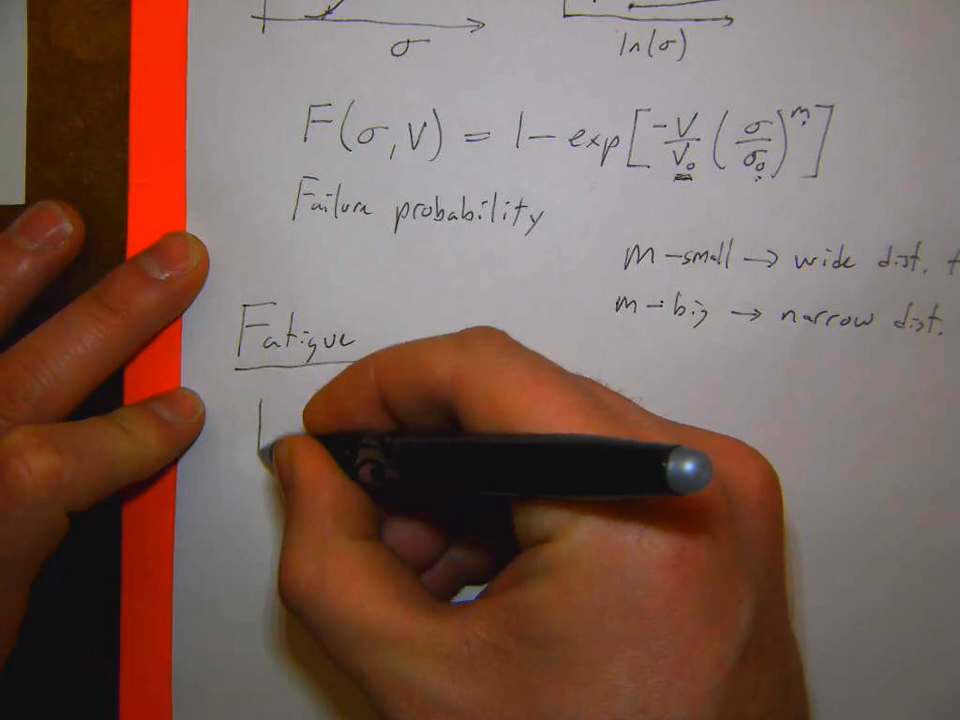 σ
ln(σ)
F(σ,V) = 1 - exp[-V/V₀ (σ/σ₀)^m]
Failure probability
m - small → wide dist.
m - big → narrow dist.
Fatigue